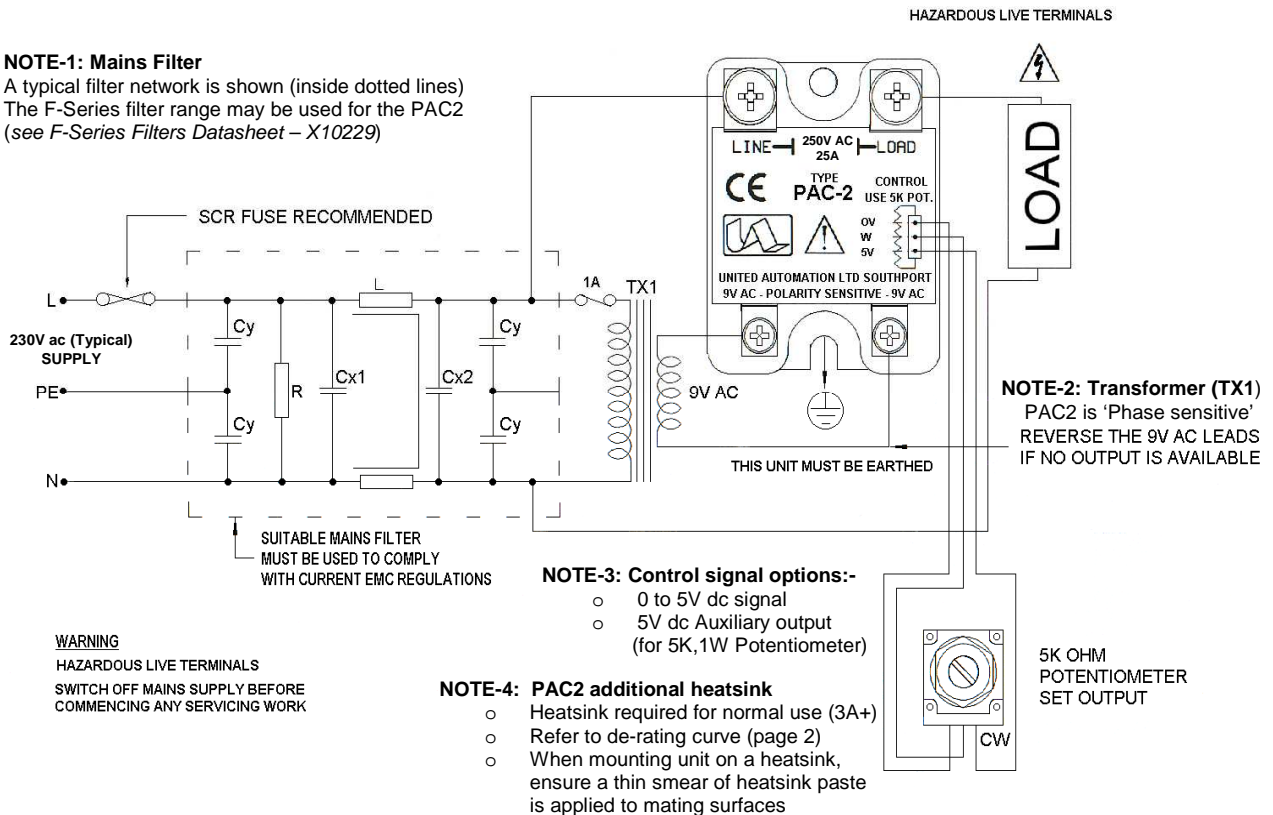 HAZARDOUS LIVE TERMINALS
NOTE-1: Mains Filter
A typical filter network is shown (inside dotted lines)
The F-Series filter range may be used for the PAC2
(see F-Series Filters Datasheet – X10229)
LINE
250V AC
25A
LOAD
CE
TYPE
PAC-2
CONTROL
USE 5K POT.
0V
W
5V
UNITED AUTOMATION LTD SOUTHPORT
9V AC - POLARITY SENSITIVE - 9V AC
LOAD
SCR FUSE RECOMMENDED
L
1A
TX1
L
230V ac (Typical)
SUPPLY
PE
N
Cy
Cy
R
Cx1
Cx2
Cy
Cy
9V AC
THIS UNIT MUST BE EARTHED
NOTE-2: Transformer (TX1)
PAC2 is ‘Phase sensitive’
REVERSE THE 9V AC LEADS
IF NO OUTPUT IS AVAILABLE
SUITABLE MAINS FILTER
MUST BE USED TO COMPLY
WITH CURRENT EMC REGULATIONS
NOTE-3: Control signal options:-
o 0 to 5V dc signal
o 5V dc Auxiliary output
(for 5K,1W Potentiometer)
WARNING
HAZARDOUS LIVE TERMINALS
SWITCH OFF MAINS SUPPLY BEFORE
COMMENCING ANY SERVICING WORK
NOTE-4: PAC2 additional heatsink
o Heatsink required for normal use (3A+)
o Refer to de-rating curve (page 2)
o When mounting unit on a heatsink,
ensure a thin smear of heatsink paste
is applied to mating surfaces
5K OHM
POTENTIOMETER
SET OUTPUT
CW